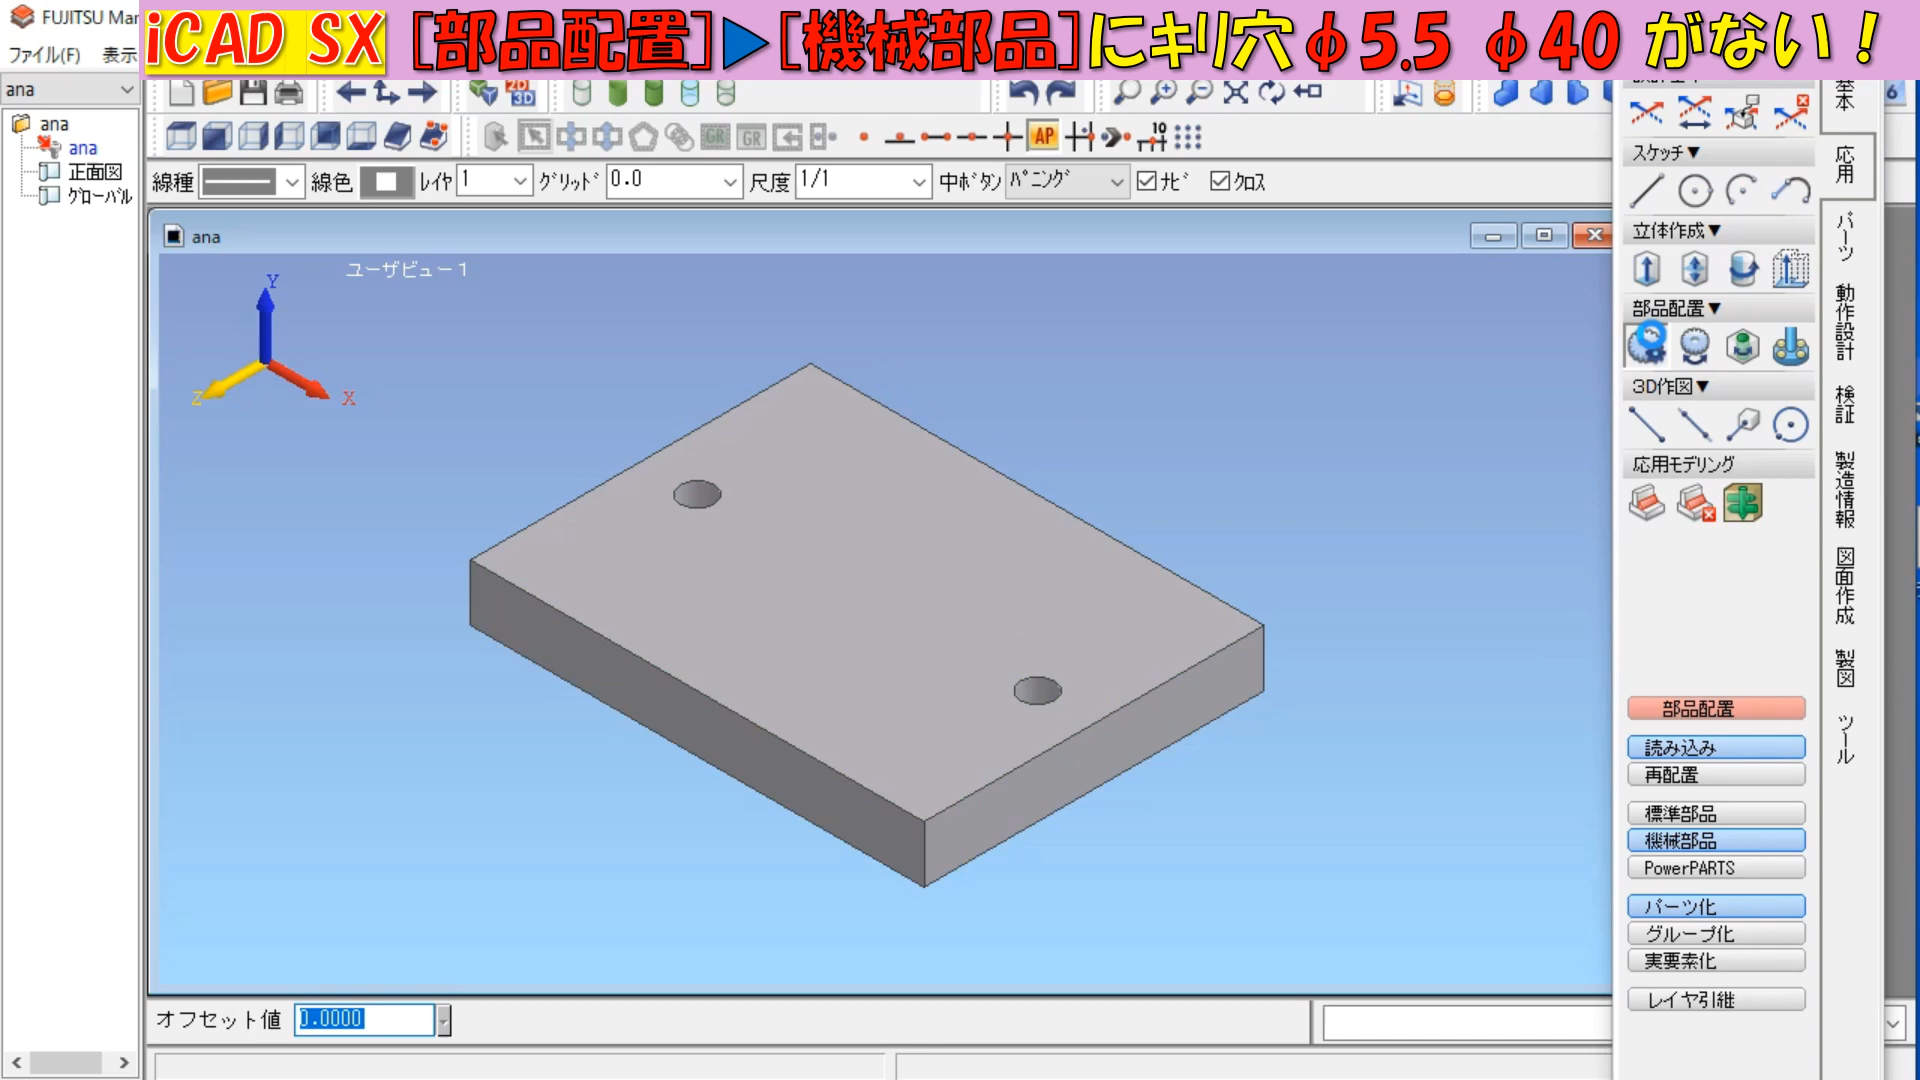 iCAD SX [部品配置]▶[機械部品]にキリ穴φ5.5 φ40 がない！
FUJITSU Mar
ファイル(F) 表示
ana
ana
ana
正面図
グローバル
AP
10
GR
GR
2D
3D
線種
線色
レイヤ 1
グリッド 0.0
尺度 1/1
中ボタン パニング
ナビ
クロス
ana
ユーザビュー1
Y
X
Z
スケッチ▼
立体作成▼
部品配置▼
3D作図▼
応用モデリング
部品配置
読み込み
再配置
標準部品
機械部品
PowerPARTS
パーツ化
グループ化
実要素化
レイヤ引継
基本
応用
パーツ
動作設計
検証
製造情報
図面作成
製図
ツール
6
オフセット値 0.0000